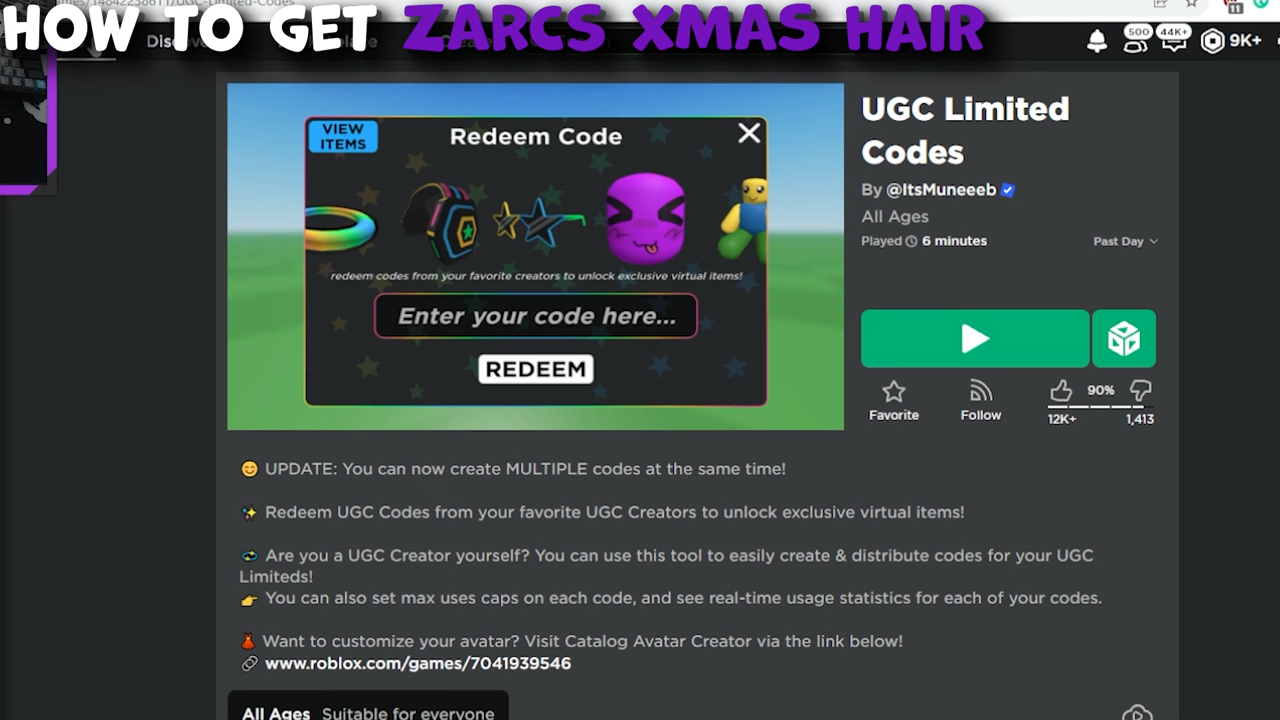 HOW TO GET ZARCS XMAS HAIR
500
44K+
9K+
11
VIEW
ITEMS
Redeem Code
redeem codes from your favorite creators to unlock exclusive virtual items!
Enter your code here...
REDEEM
UGC Limited
Codes
By @ItsMuneeeb
All Ages
Played 6 minutes
Past Day
Favorite
Follow
90%
12K+
1,413
😊 UPDATE: You can now create MULTIPLE codes at the same time!
✨ Redeem UGC Codes from your favorite UGC Creators to unlock exclusive virtual items!
Are you a UGC Creator yourself? You can use this tool to easily create & distribute codes for your UGC
Limiteds!
👉 You can also set max uses caps on each code, and see real-time usage statistics for each of your codes.
Want to customize your avatar? Visit Catalog Avatar Creator via the link below!
🔗 www.roblox.com/games/7041939546
All Ages Suitable for everyone